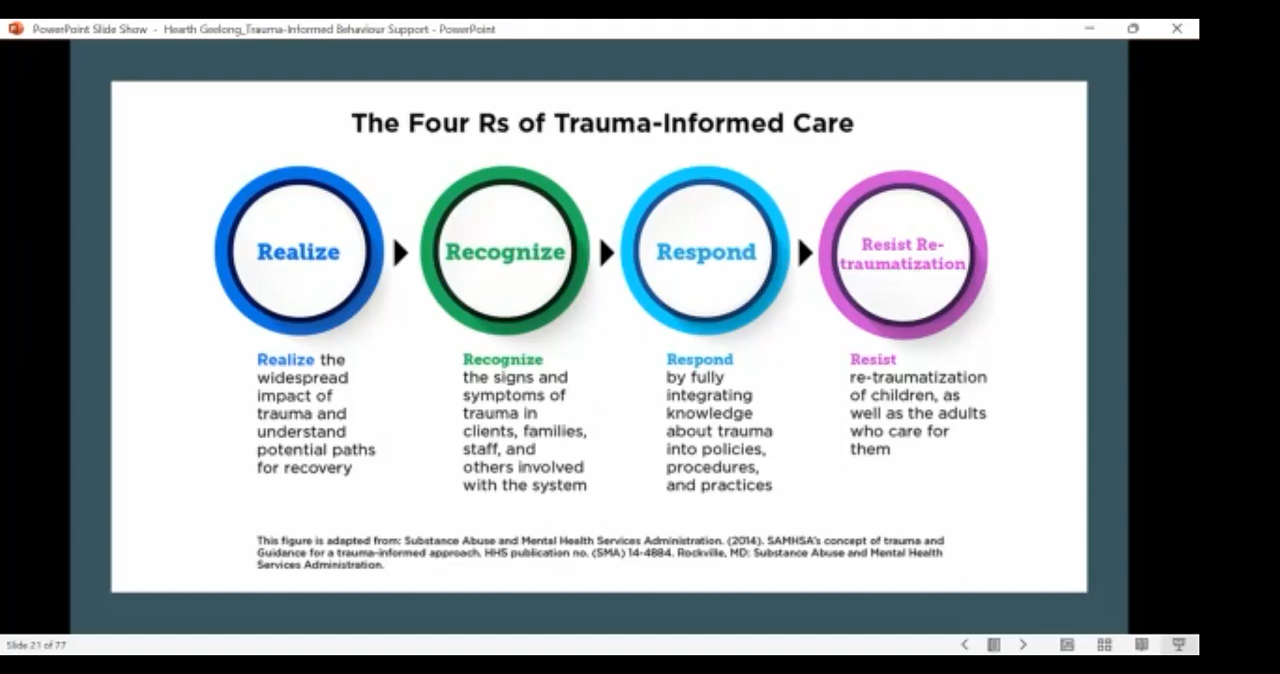 PowerPoint Slide Show - Hearth Geelong_Trauma-Informed Behaviour Support - PowerPoint
The Four Rs of Trauma-Informed Care
Realize
Recognize
Respond
Resist Re-
traumatization
Realize the
widespread
impact of
trauma and
understand
potential paths
for recovery
Recognize
the signs and
symptoms of
trauma in
clients, families,
staff, and
others involved
with the system
Respond
by fully
integrating
knowledge
about trauma
into policies,
procedures,
and practices
Resist
re-traumatization
of children, as
well as the adults
who care for
them
This figure is adapted from: Substance Abuse and Mental Health Services Administration. (2014). SAMHSA's concept of trauma and
Guidance for a trauma-informed approach. HHS publication no. (SMA) 14-4884. Rockville, MD: Substance Abuse and Mental Health
Services Administration.
Slide 21 of 77